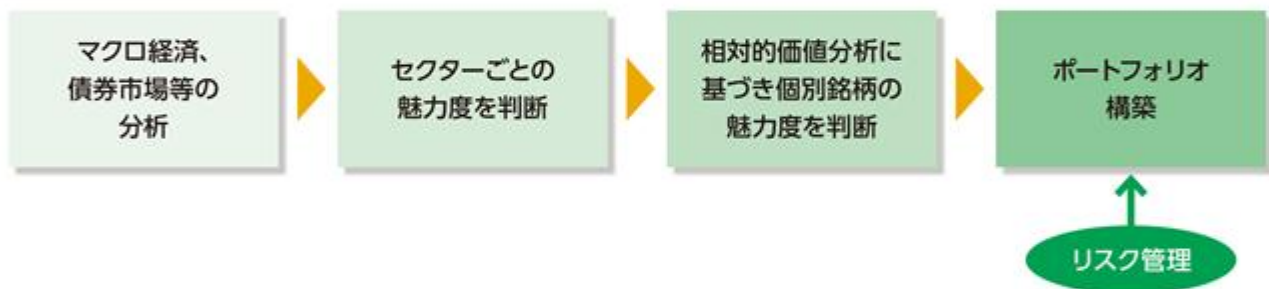 マクロ経済、
債券市場等の
分析
セクターごとの
魅力度を判断
相対的価値分析に
基づき個別銘柄の
魅力度を判断
ポートフォリオ
構築
リスク管理